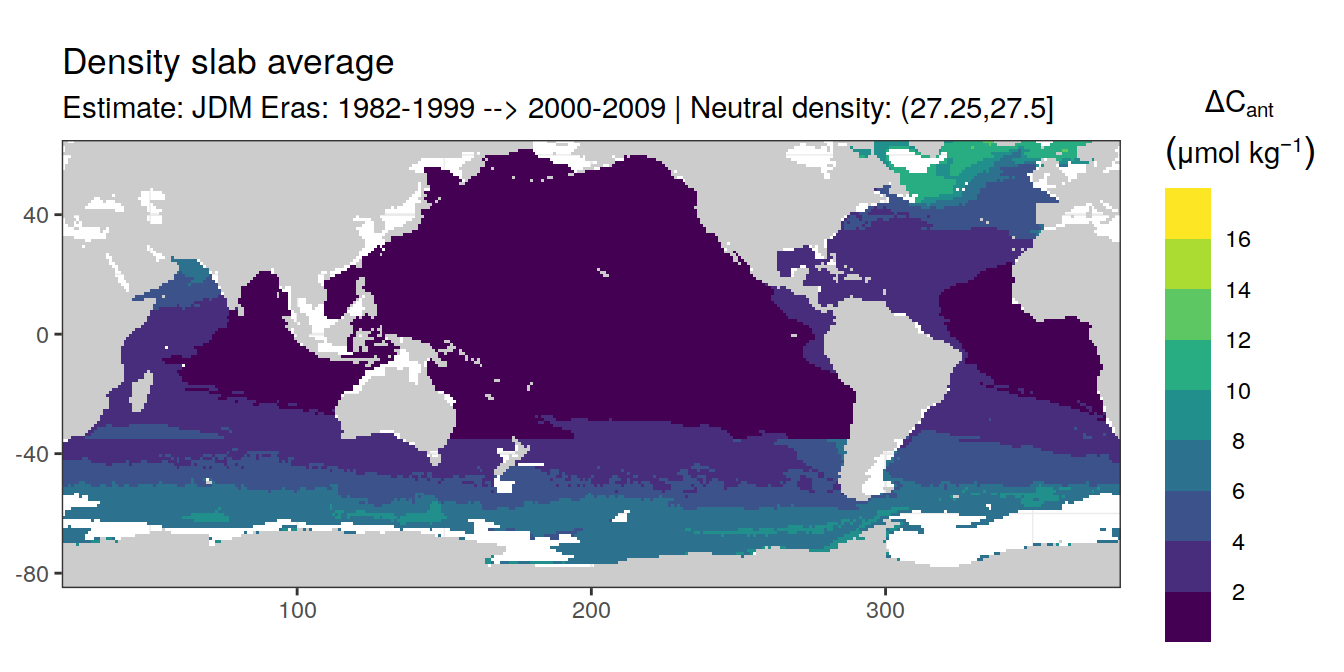 Density slab average
Estimate: JDM Eras: 1982-1999 --> 2000-2009 | Neutral density: (27.25,27.5]
ΔCant
(μmol kg−1)
16
14
12
10
8
6
4
2
40
0
-40
-80
100 200 300